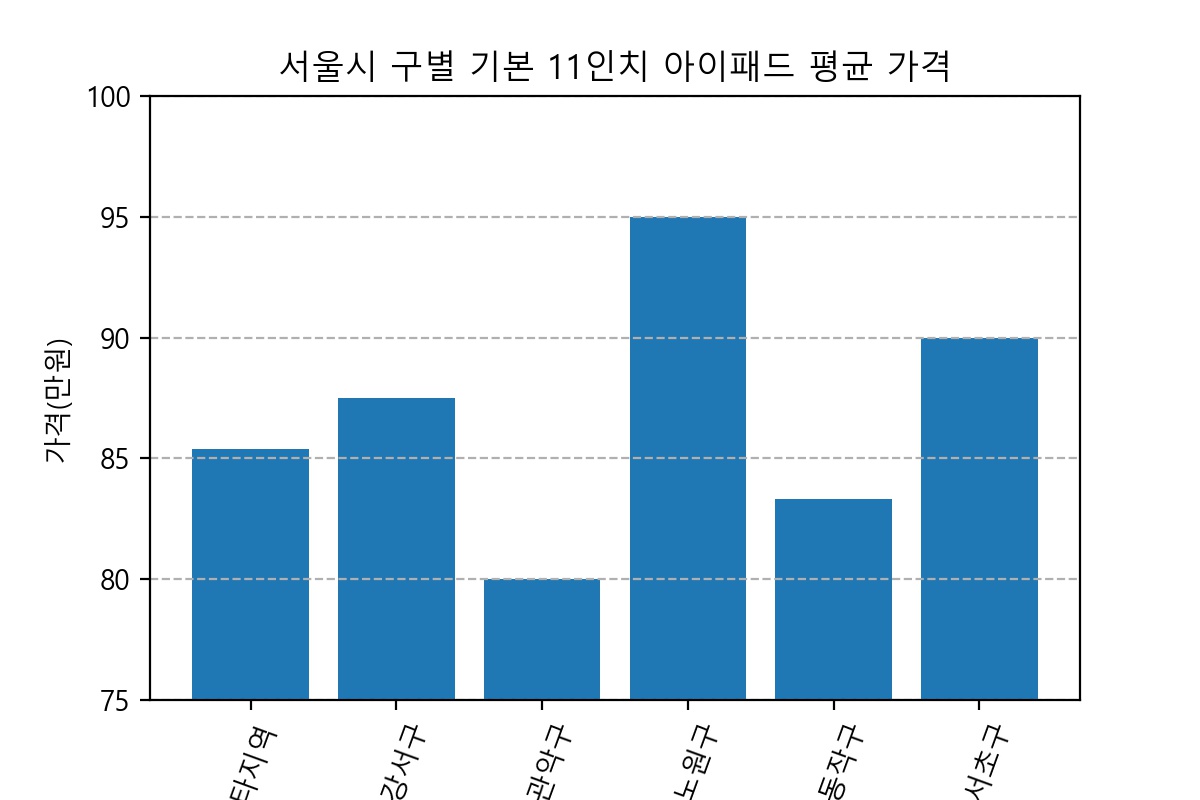 서울시 구별 기본 11인치 아이패드 평균 가격
가격(만원)
100
95
90
85
80
75
타지역
강서구
관악구
노원구
동작구
서초구